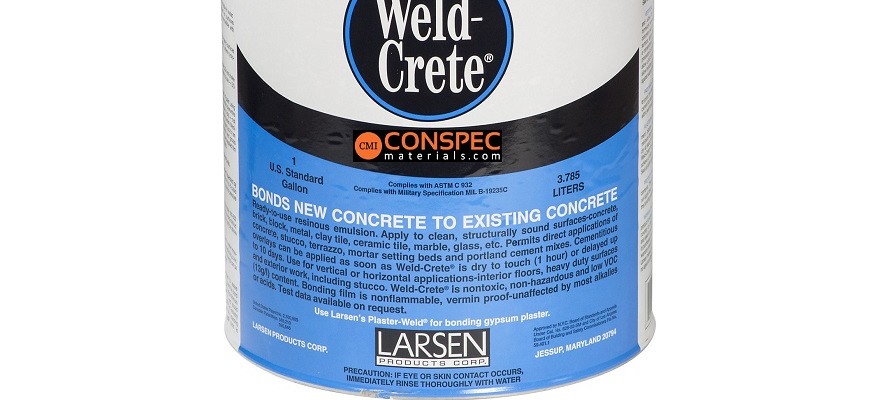 Weld-
Crete®
CMI CONSPEC
materials.com
1
U.S. Standard
Gallon
Complies with ASTM C 932
Complies with Military Specification MIL B-19235C
3.785
LITERS
BONDS NEW CONCRETE TO EXISTING CONCRETE
Ready-to-use resinous emulsion. Apply to clean, structurally sound surfaces-concrete,
brick, block, metal, clay tile, ceramic tile, marble, glass, etc. Permits direct applications of
concrete, stucco, terrazzo, mortar setting beds and portland cement mixes. Cementitious
overlays can be applied as soon as Weld-Crete® is dry to touch (1 hour) or delayed up
to 10 days. Use for vertical or horizontal applications-interior floors, heavy duty surfaces
and exterior work, including stucco. Weld-Crete® is nontoxic, non-hazardous and low VOC
(13g/l) content. Bonding film is nonflammable, vermin proof-unaffected by most alkalies
or acids. Test data available on request.
Use Larsen's Plaster-Weld® for bonding gypsum plaster.
LARSEN PRODUCTS CORP.
LARSEN
PRODUCTS CORP.
JESSUP, MARYLAND 20794
PRECAUTION: IF EYE OR SKIN CONTACT OCCURS,
IMMEDIATELY RINSE THOROUGHLY WITH WATER